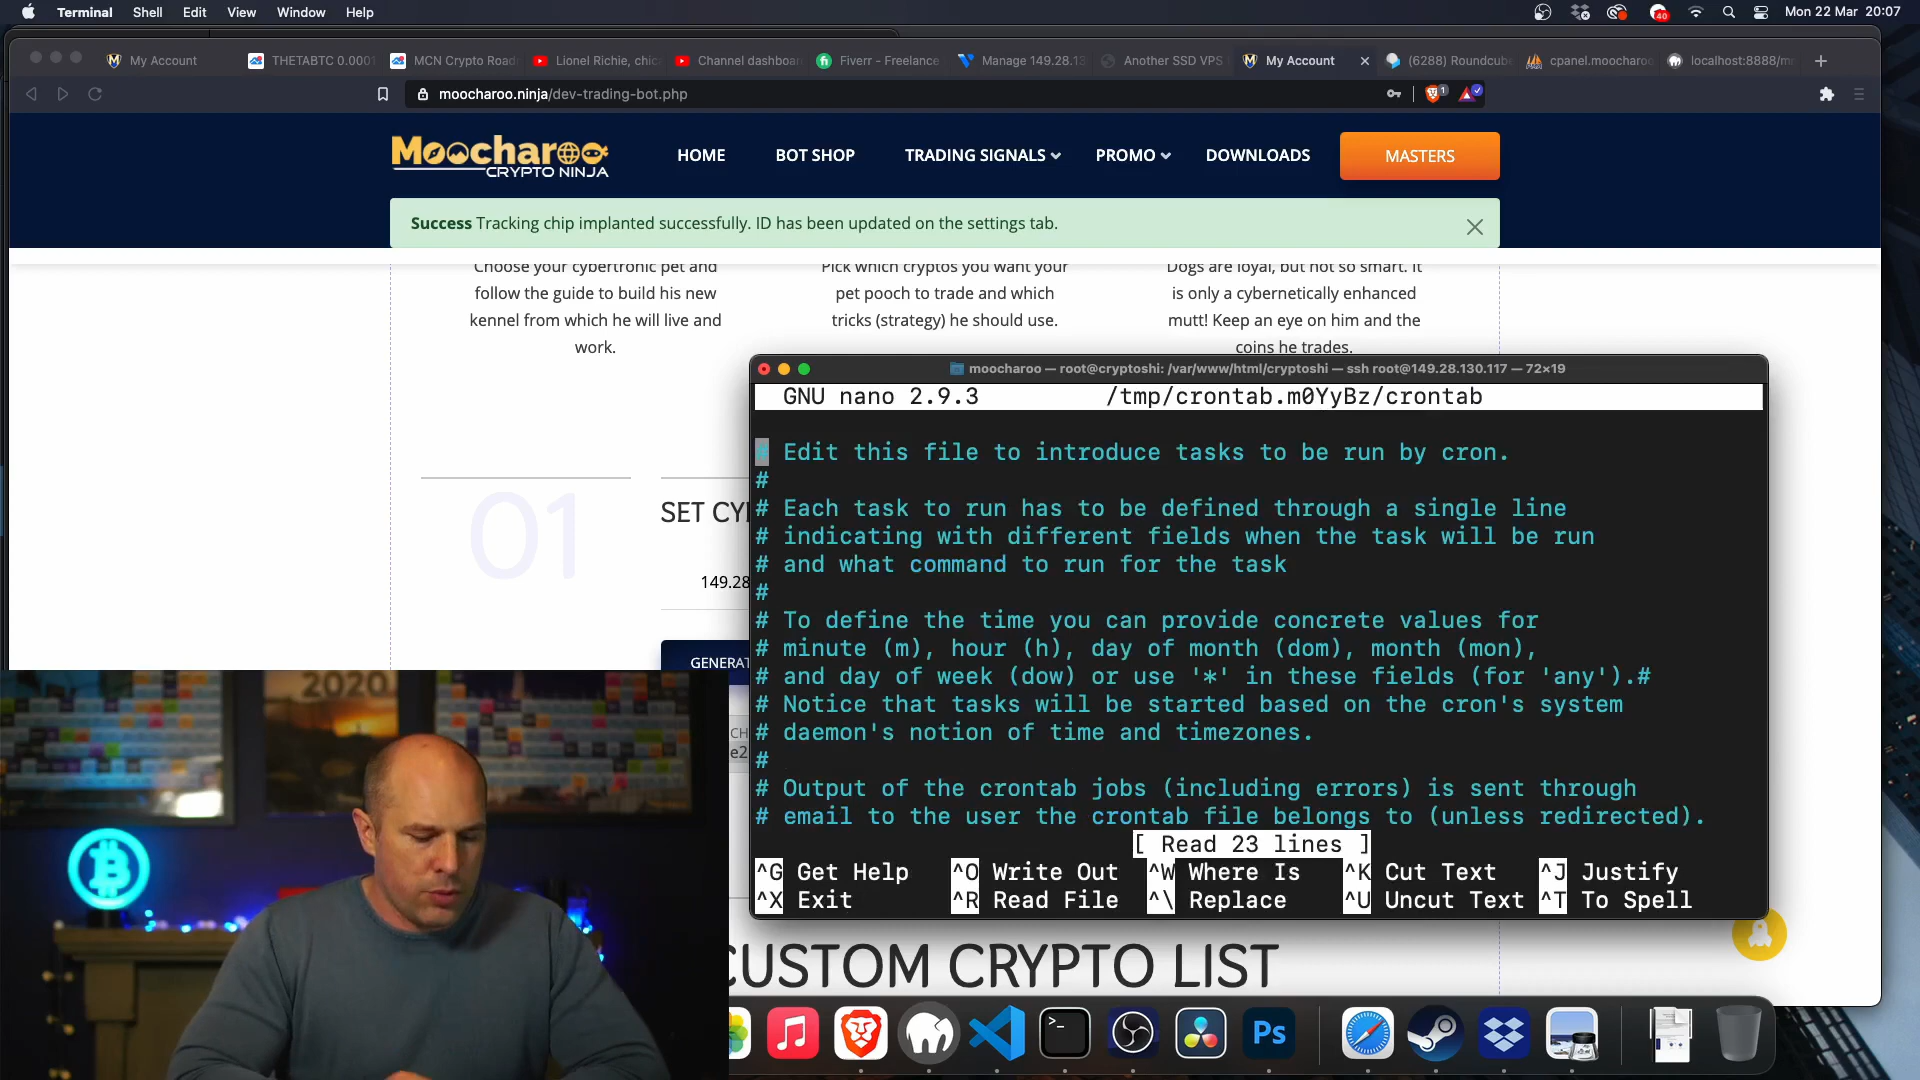 Terminal Shell Edit View Window Help
40
Mon 22 Mar 20:07
My Account
THETABTC 0.0001
MCN Crypto Road
Lionel Richie, chic
Channel dashboar
Fiverr - Freelance
Manage 149.28.13
Another SSD VPS
My Account
(6288) Roundcube
cpanel.moocharoo
localhost:8888/m
moocharoo.ninja/dev-trading-bot.php
1
Moocharoo
CRYPTO NINJA
HOME
BOT SHOP
TRADING SIGNALS
PROMO
DOWNLOADS
MASTERS
Success Tracking chip implanted successfully. ID has been updated on the settings tab.
Choose your cybertronic pet and
follow the guide to build his new
kennel from which he will live and
work.
Pick which cryptos you want your
pet pooch to trade and which
tricks (strategy) he should use.
Dogs are loyal, but not so smart. It
is only a cybernetically enhanced
mutt! Keep an eye on him and the
coins he trades.
01
SET CY
149.28
GENERAT
CH
e2
moocharoo — root@cryptoshi: /var/www/html/cryptoshi — ssh root@149.28.130.117 — 72×19
GNU nano 2.9.3 /tmp/crontab.m0YyBz/crontab
# Edit this file to introduce tasks to be run by cron.
#
# Each task to run has to be defined through a single line
# indicating with different fields when the task will be run
# and what command to run for the task
#
# To define the time you can provide concrete values for
# minute (m), hour (h), day of month (dom), month (mon),
# and day of week (dow) or use '*' in these fields (for 'any').#
# Notice that tasks will be started based on the cron's system
# daemon's notion of time and timezones.
#
# Output of the crontab jobs (including errors) is sent through
# email to the user the crontab file belongs to (unless redirected).
[ Read 23 lines ]
^G Get Help ^O Write Out ^W Where Is ^K Cut Text ^J Justify
^X Exit ^R Read File ^\ Replace ^U Uncut Text ^T To Spell
CUSTOM CRYPTO LIST
2020
>_
Ps